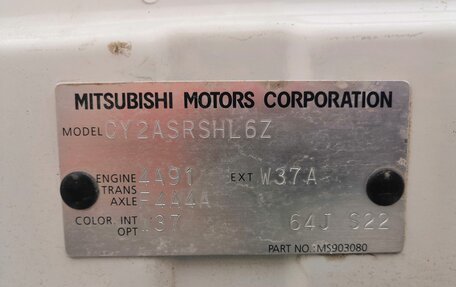 MITSUBISHI MOTORS CORPORATION
MODEL CY2ASRSHL6Z
ENGINE 4A91 EXT W37A
TRANS
AXLE F4A4A
COLOR. INT
OPT W37 64J S22
PART NO.:MS903080